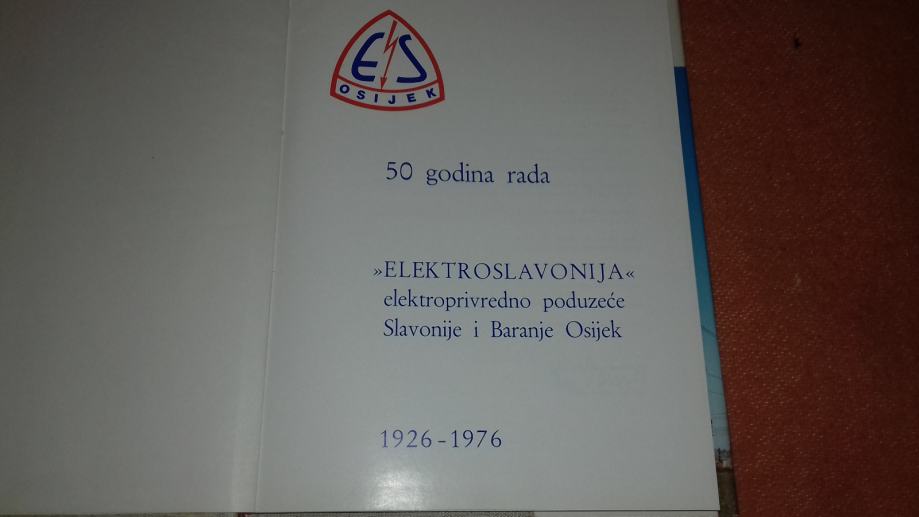 ES
OSIJEK
50 godina rada
»ELEKTROSLAVONIJA«
elektroprivredno poduzeće
Slavonije i Baranje Osijek
1926-1976